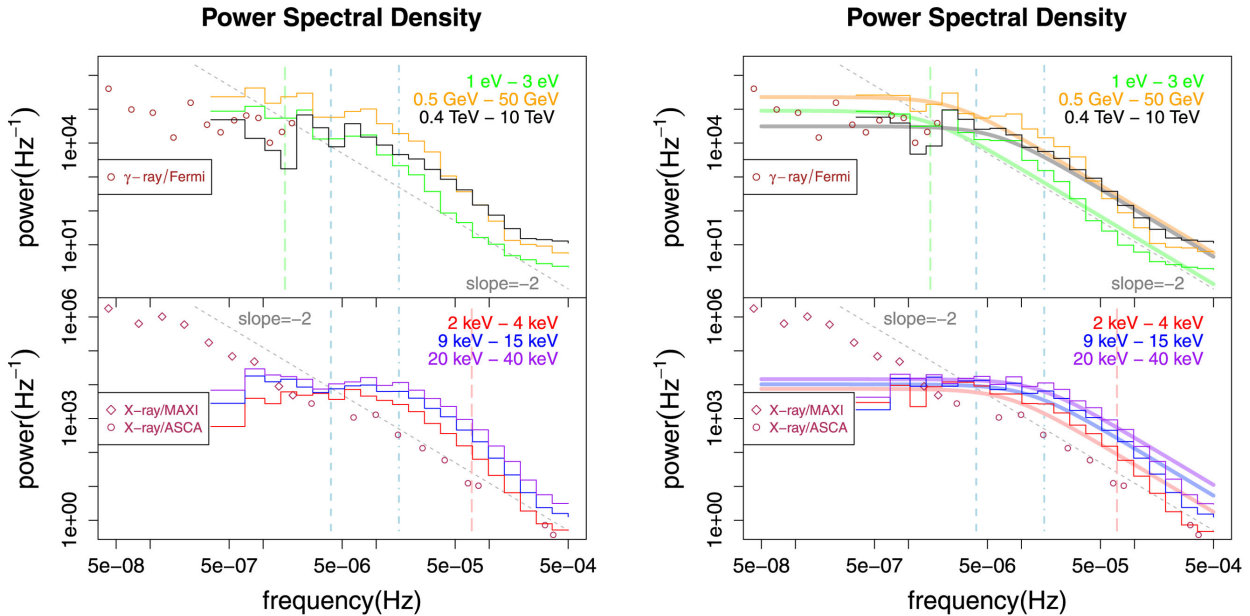 Power Spectral Density
power(Hz−1)
1e+01 1e+04
1 eV − 3 eV
0.5 GeV − 50 GeV
0.4 TeV − 10 TeV
γ−ray/Fermi
slope=−2
power(Hz−1)
1e+00 1e+03 1e+06
slope=−2
2 keV − 4 keV
9 keV − 15 keV
20 keV − 40 keV
X−ray/MAXI
X−ray/ASCA
5e−08 5e−07 5e−06 5e−05 5e−04
frequency(Hz)
Power Spectral Density
power(Hz−1)
1e+01 1e+04
1 eV − 3 eV
0.5 GeV − 50 GeV
0.4 TeV − 10 TeV
γ−ray/Fermi
slope=−2
power(Hz−1)
1e+00 1e+03 1e+06
slope=−2
2 keV − 4 keV
9 keV − 15 keV
20 keV − 40 keV
X−ray/MAXI
X−ray/ASCA
5e−08 5e−07 5e−06 5e−05 5e−04
frequency(Hz)